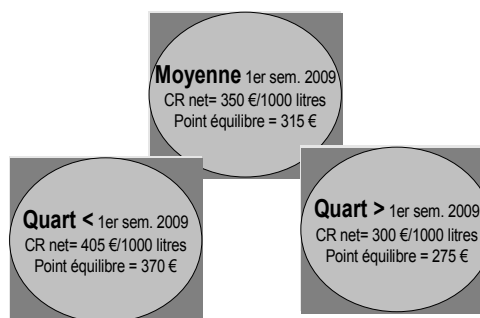 Moyenne 1er sem. 2009
CR net= 350 €/1000 litres
Point équilibre = 315 €
Quart < 1er sem. 2009
CR net= 405 €/1000 litres
Point équilibre = 370 €
Quart > 1er sem. 2009
CR net= 300 €/1000 litres
Point équilibre = 275 €